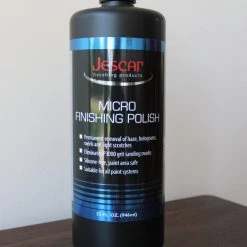 Jescar
finishing products
MICRO
FINISHING POLISH
• Permanent removal of haze, holograms,
swirls and light scratches
• Eliminates P3000 grit sanding marks
• Silicone-free, paint area safe
• Suitable for all paint systems
32 FL.OZ. (946ml)